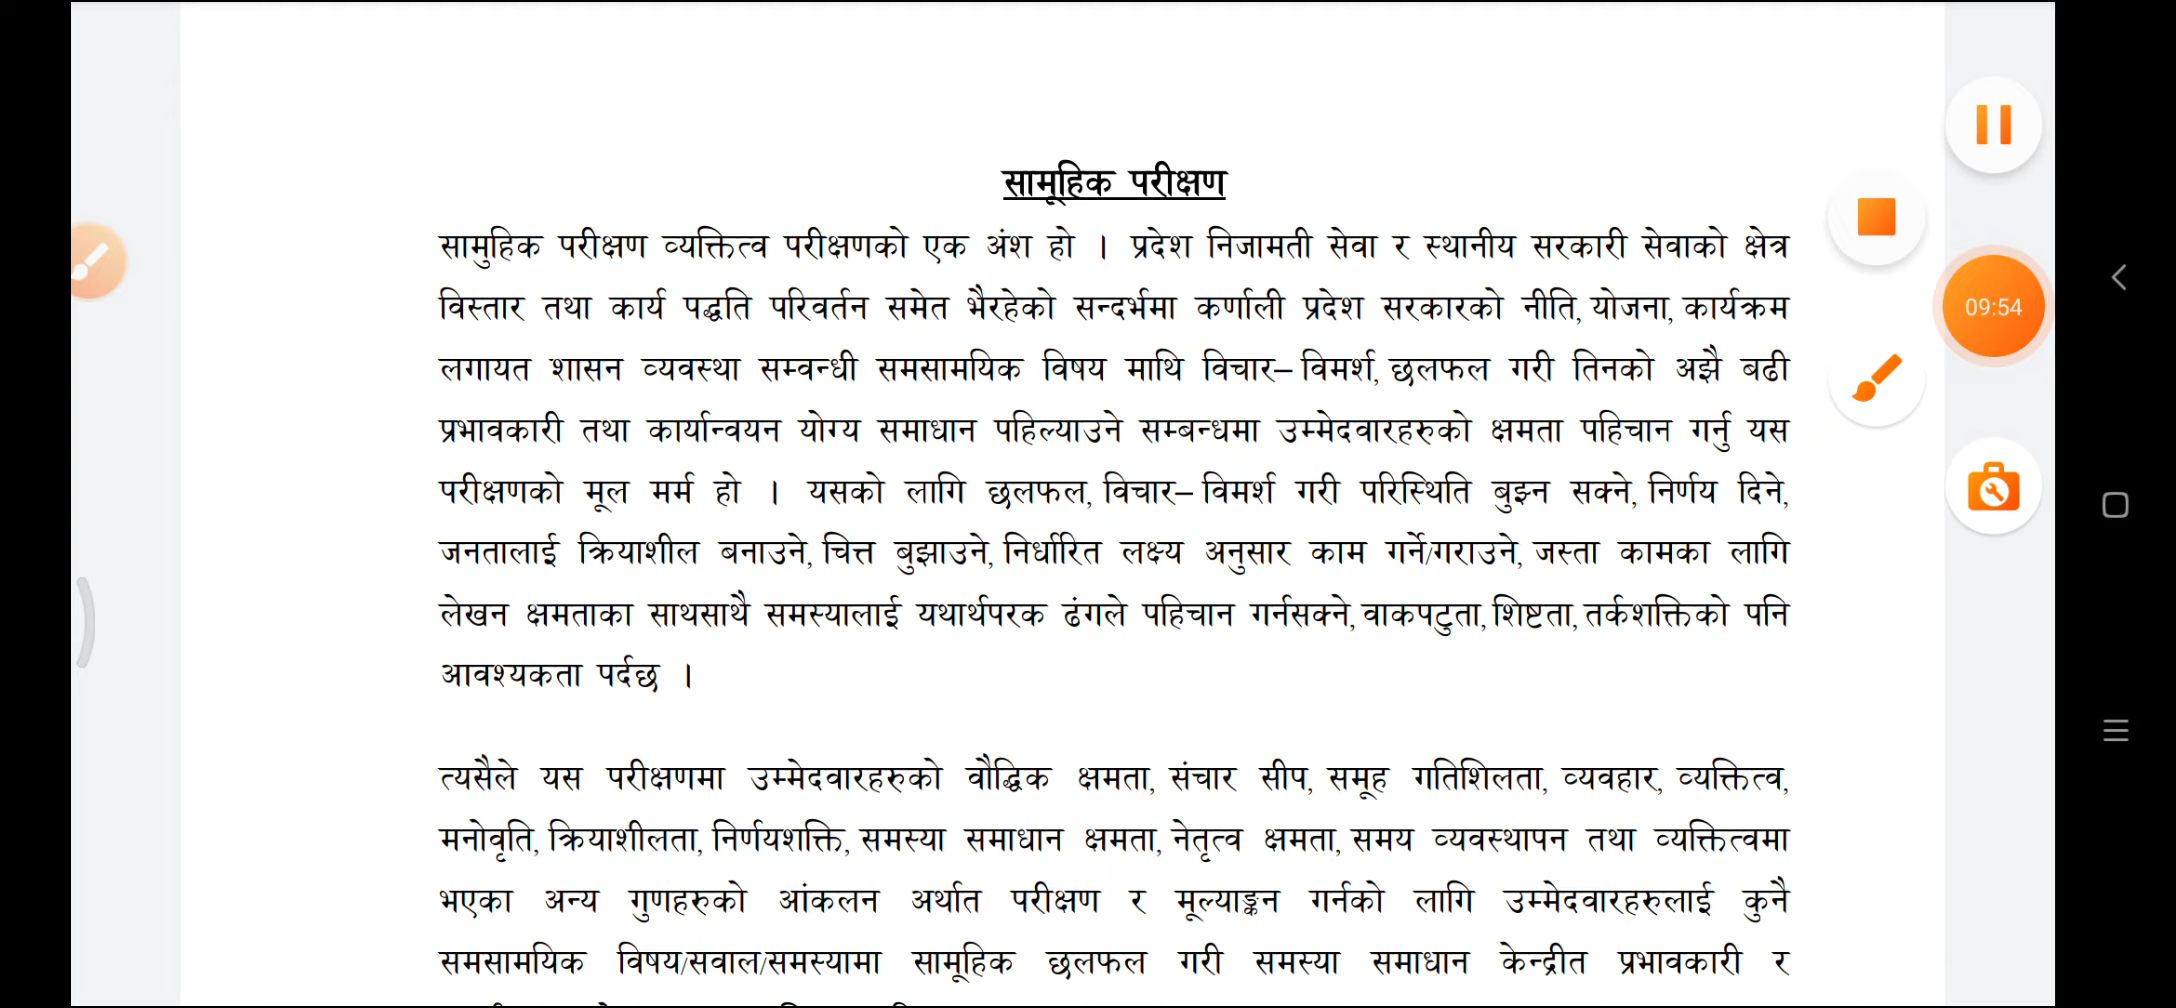 सामूहिक परीक्षण
सामुहिक परीक्षण व्यक्तित्व परीक्षणको एक अंश हो । प्रदेश निजामती सेवा र स्थानीय सरकारी सेवाको क्षेत्र
विस्तार तथा कार्य पद्धति परिवर्तन समेत भैरहेको सन्दर्भमा कर्णाली प्रदेश सरकारको नीति, योजना, कार्यक्रम
लगायत शासन व्यवस्था सम्वन्धी समसामयिक विषय माथि विचार– विमर्श, छलफल गरी तिनको अझै बढी
प्रभावकारी तथा कार्यान्वयन योग्य समाधान पहिल्याउने सम्बन्धमा उम्मेदवारहरुको क्षमता पहिचान गर्नु यस
परीक्षणको मूल मर्म हो । यसको लागि छलफल, विचार– विमर्श गरी परिस्थिति बुझ्न सक्ने, निर्णय दिने,
जनतालाई क्रियाशील बनाउने, चित्त बुझाउने, निर्धारित लक्ष्य अनुसार काम गर्ने/गराउने, जस्ता कामका लागि
लेखन क्षमताका साथसाथै समस्यालाई यथार्थपरक ढंगले पहिचान गर्नसक्ने, वाकपटुता, शिष्टता, तर्कशक्तिको पनि
आवश्यकता पर्दछ ।
त्यसैले यस परीक्षणमा उम्मेदवारहरुको वौद्धिक क्षमता, संचार सीप, समूह गतिशिलता, व्यवहार, व्यक्तित्व,
मनोवृति, क्रियाशीलता, निर्णयशक्ति, समस्या समाधान क्षमता, नेतृत्व क्षमता, समय व्यवस्थापन तथा व्यक्तित्वमा
भएका अन्य गुणहरुको आंकलन अर्थात परीक्षण र मूल्याङ्कन गर्नको लागि उम्मेदवारहरुलाई कुनै
समसामयिक विषय/सवाल/समस्यामा सामूहिक छलफल गरी समस्या समाधान केन्द्रीत प्रभावकारी र
09:54